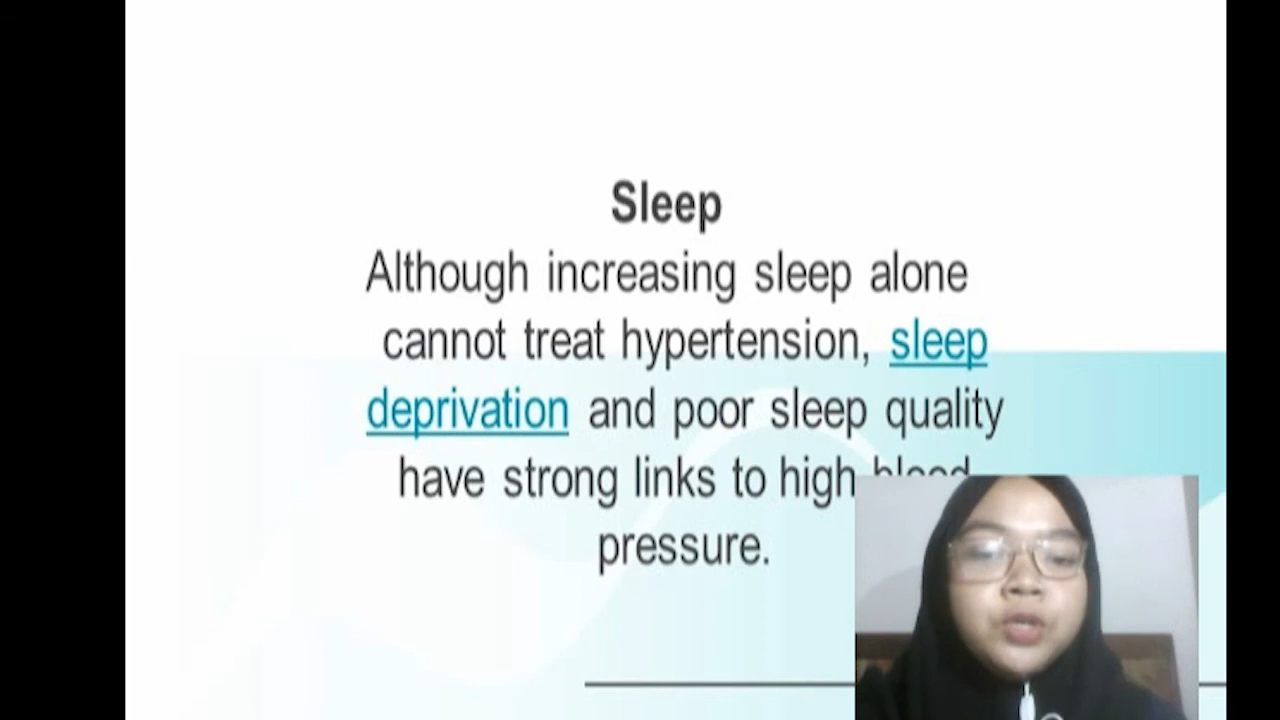 Sleep
Although increasing sleep alone
cannot treat hypertension, sleep
deprivation and poor sleep quality
have strong links to high blood
pressure.